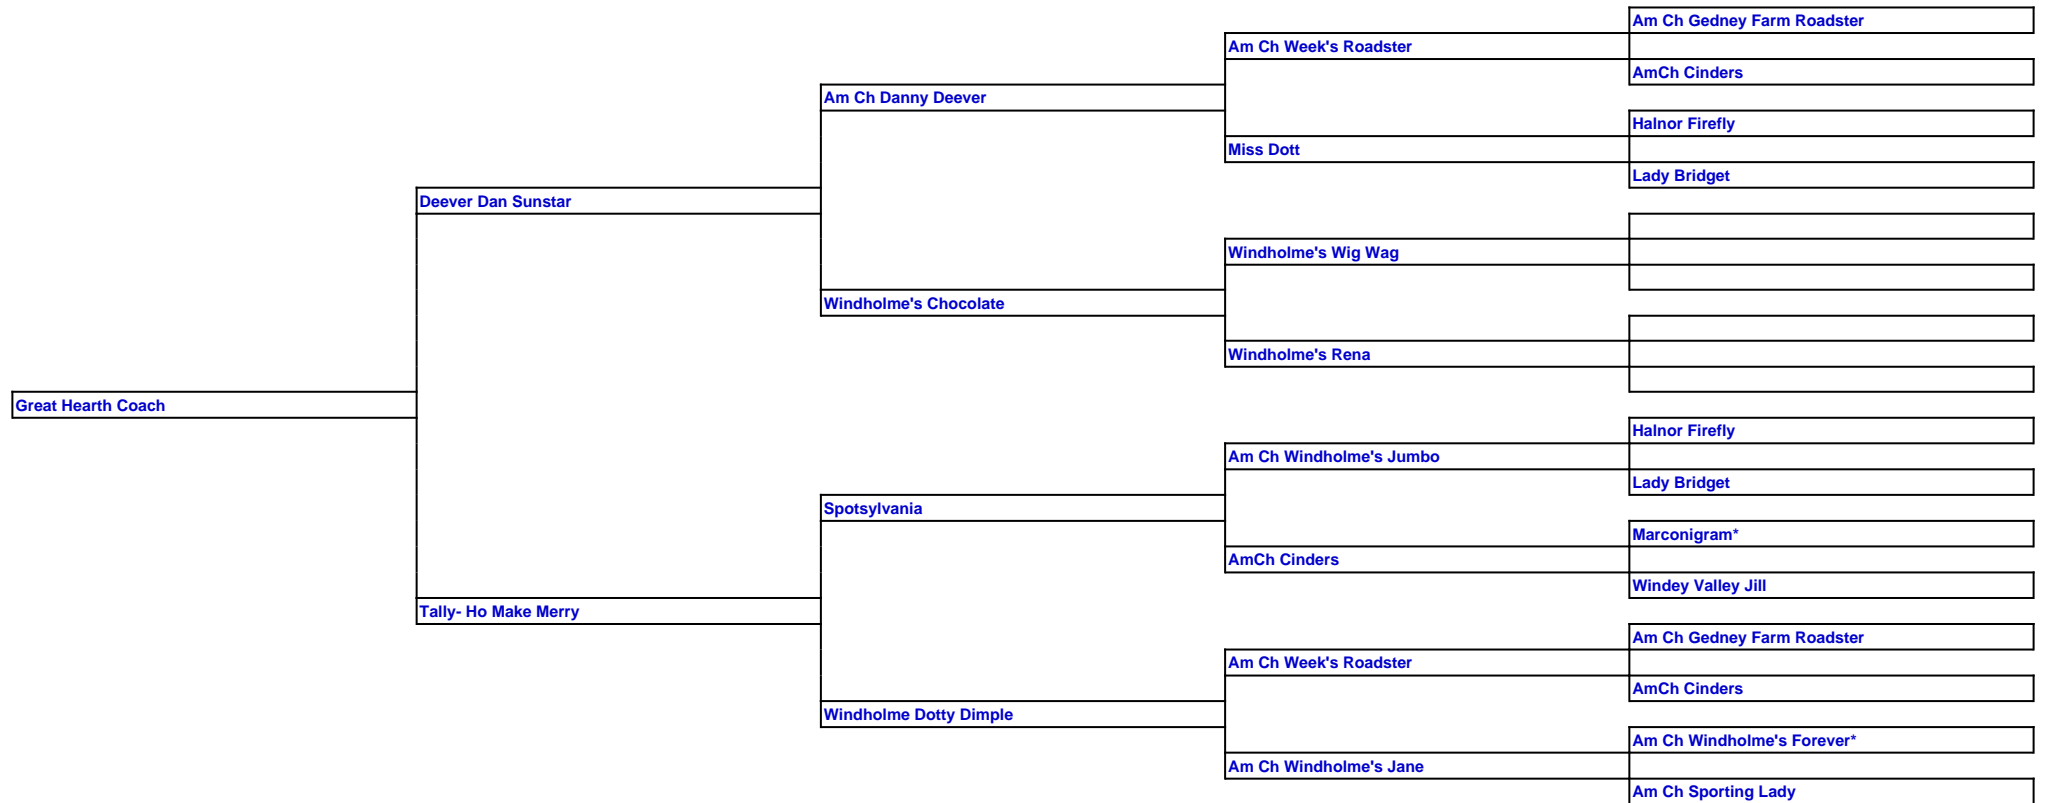 Am Ch Gedney Farm Roadster
Am Ch Week's Roadster
AmCh Cinders
Am Ch Danny Deever
Halnor Firefly
Miss Dott
Lady Bridget
Deever Dan Sunstar
Windholme's Wig Wag
Windholme's Chocolate
Windholme's Rena
Great Hearth Coach
Halnor Firefly
Am Ch Windholme's Jumbo
Lady Bridget
Spotsylvania
Marconigram*
AmCh Cinders
Windey Valley Jill
Tally- Ho Make Merry
Am Ch Gedney Farm Roadster
Am Ch Week's Roadster
AmCh Cinders
Windholme Dotty Dimple
Am Ch Windholme's Forever*
Am Ch Windholme's Jane
Am Ch Sporting Lady